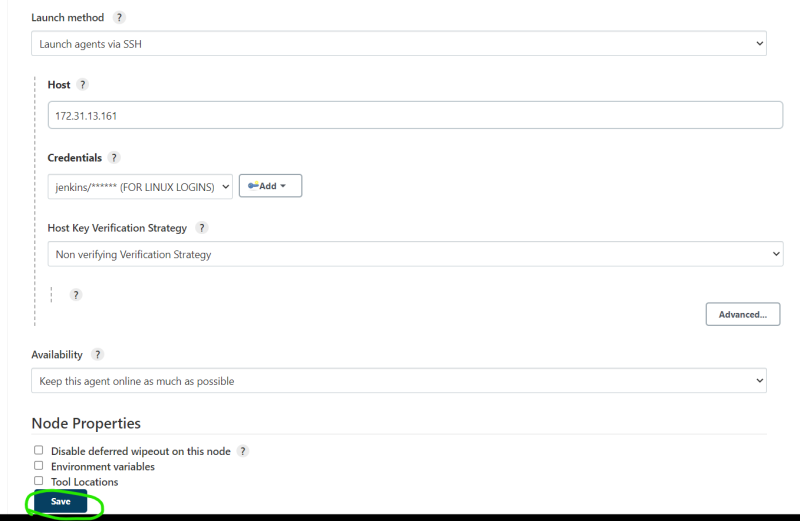 Launch method ?
Launch agents via SSH
Host ?
172.31.13.161
Credentials ?
jenkins/****** (FOR LINUX LOGINS) Add
Host Key Verification Strategy ?
Non verifying Verification Strategy
?
Advanced...
Availability ?
Keep this agent online as much as possible
Node Properties
Disable deferred wipeout on this node ?
Environment variables
Tool Locations
Save